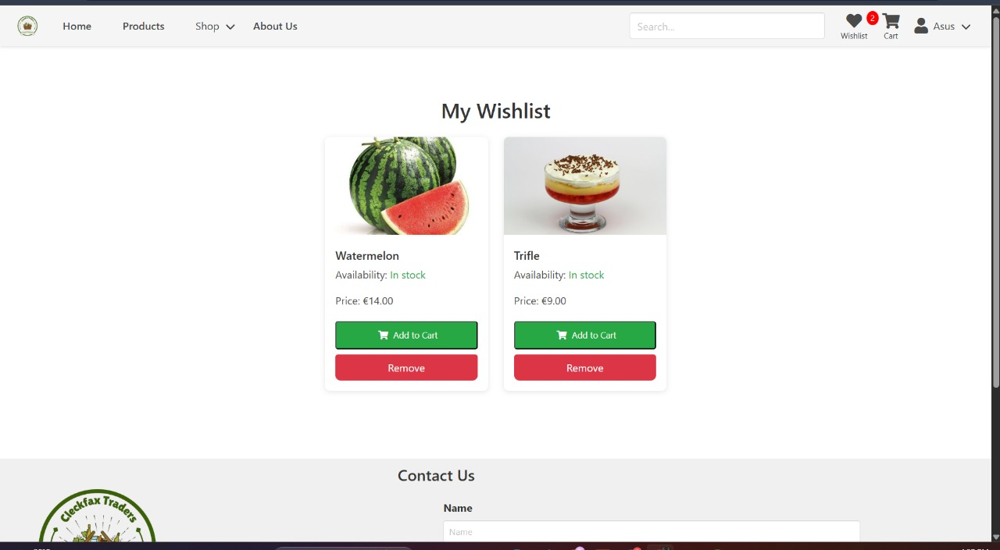 Home Products Shop About Us Search... Wishlist 2 Cart Asus
My Wishlist
Watermelon
Availability: In stock
Price: €14.00
Add to Cart
Remove
Trifle
Availability: In stock
Price: €9.00
Add to Cart
Remove
Contact Us
Cleckfax Traders
Name
Name